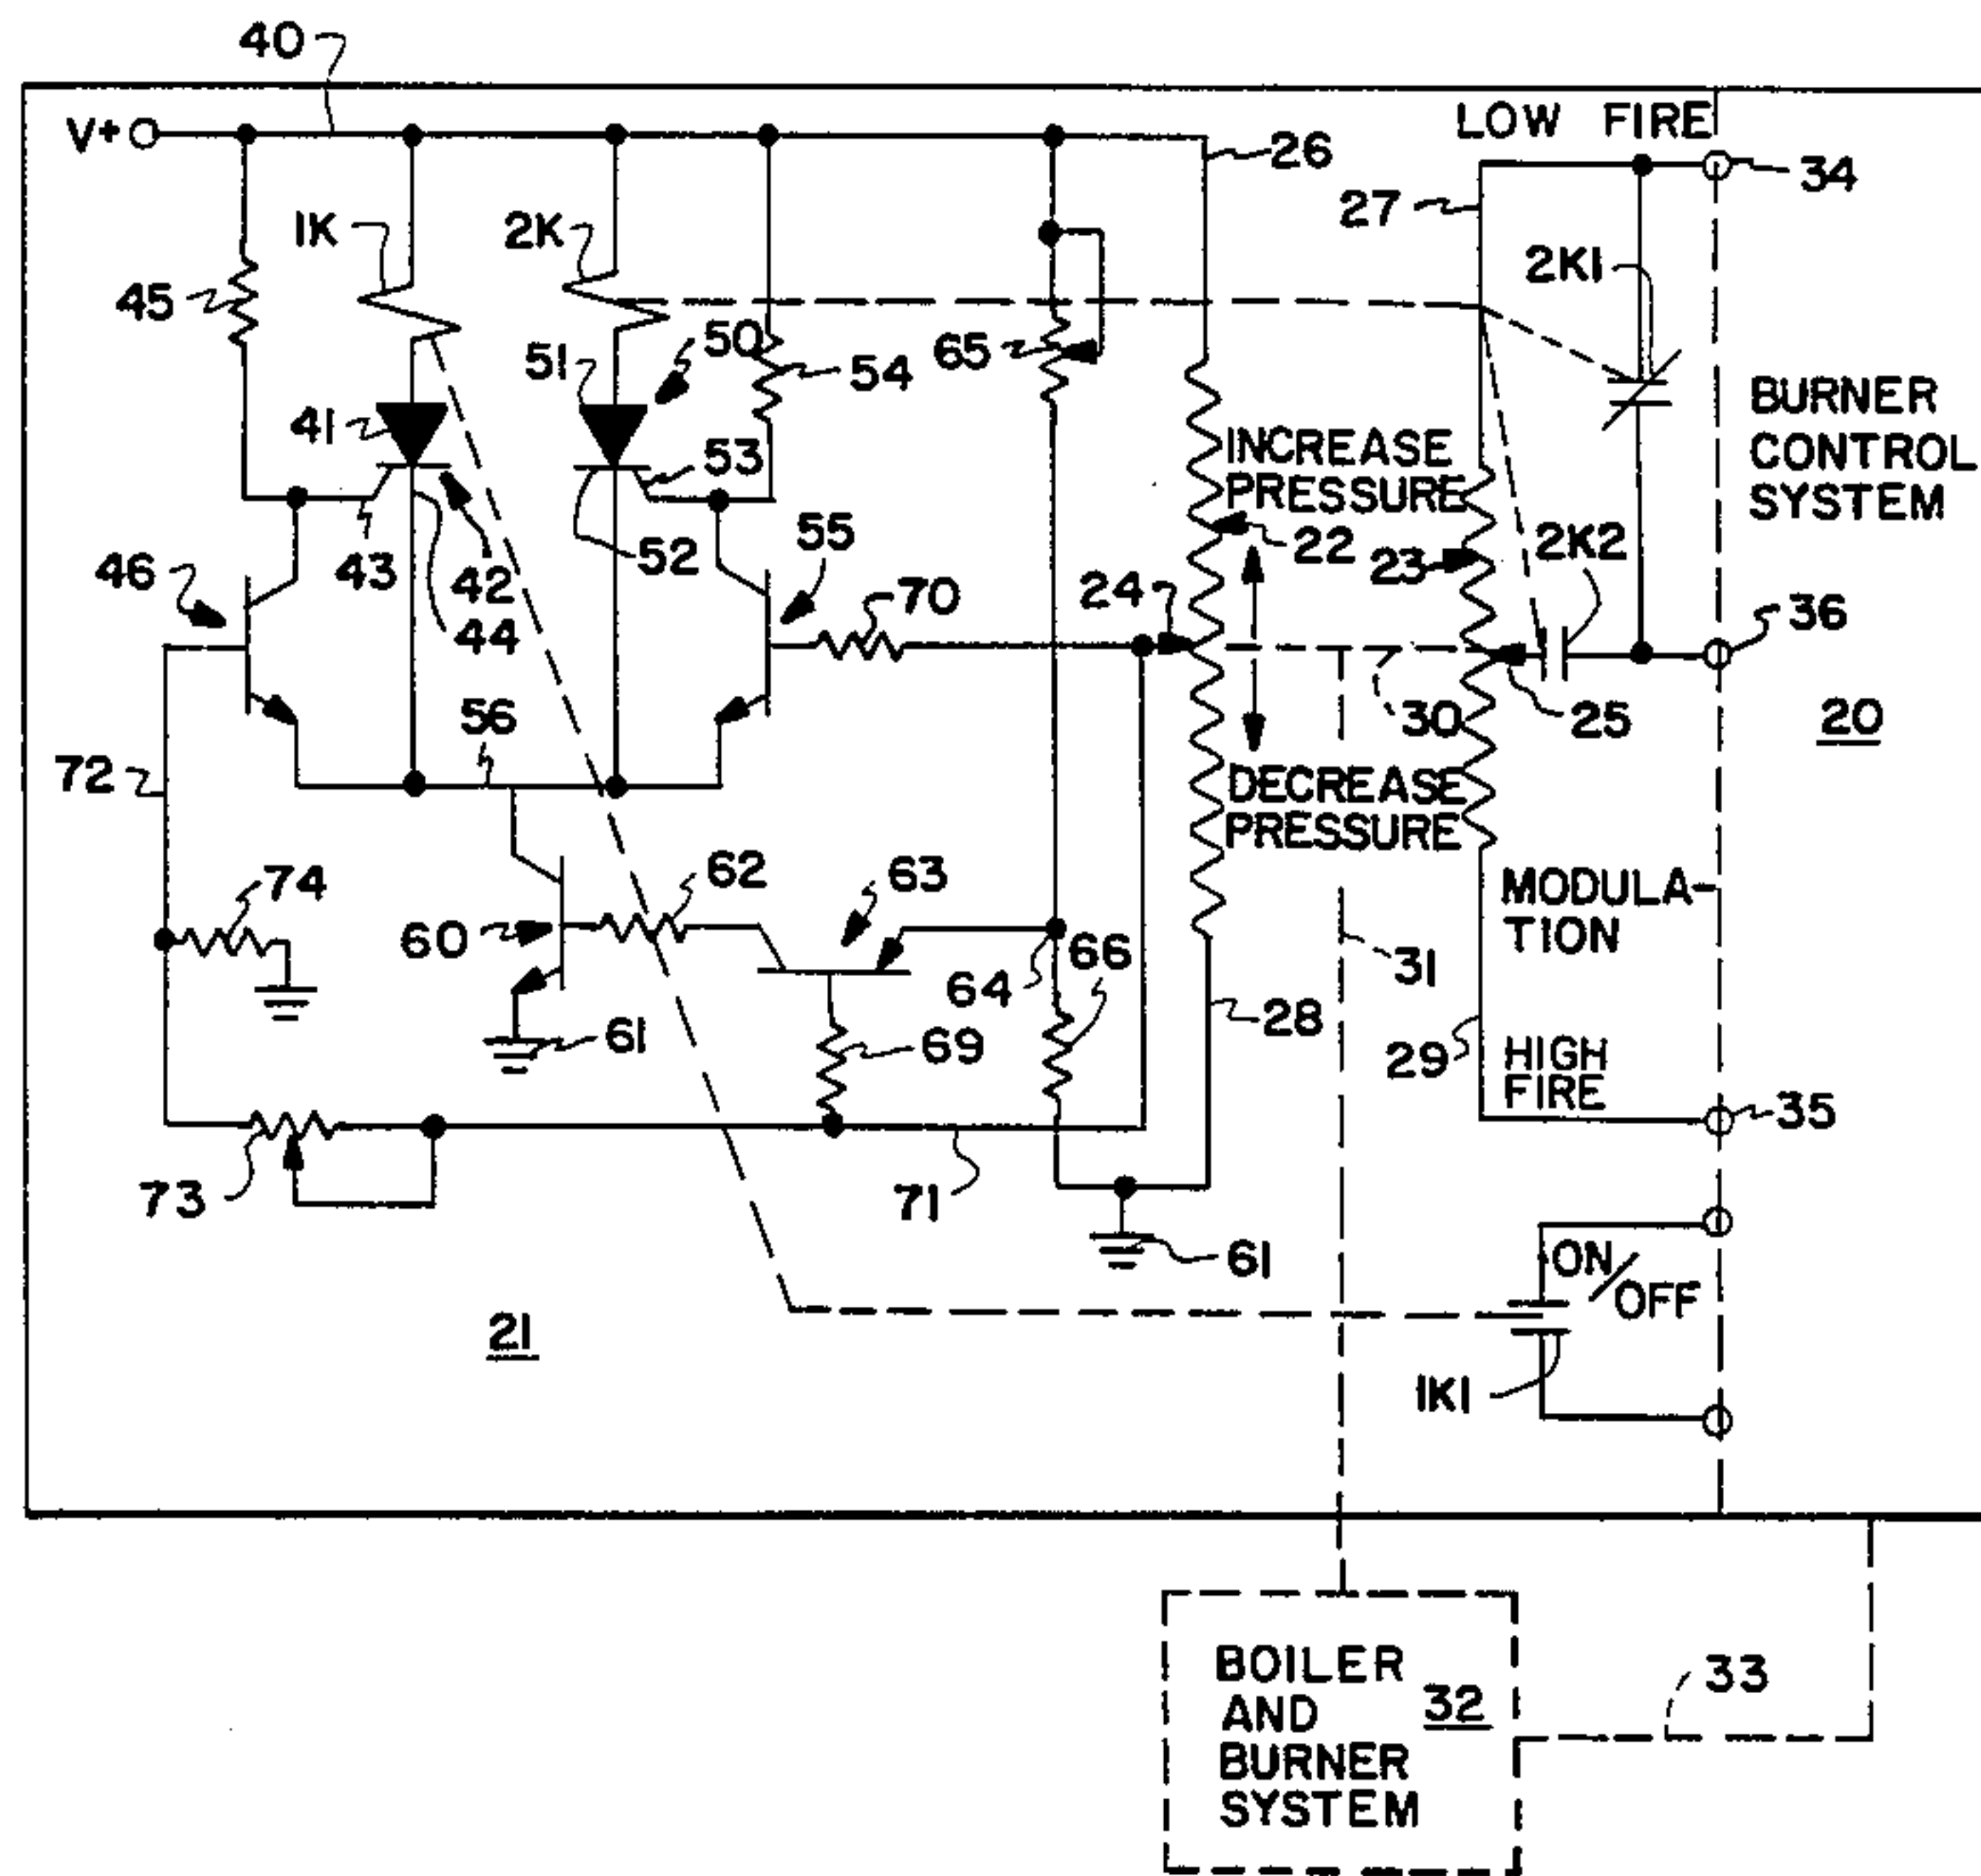 40
V+
LOW FIRE
26
34
27
1K
2K
2K1
45
50
65
54
51
41
BURNER
CONTROL
SYSTEM
INCREASE
PRESSURE
53
55
22
2K2
46
43
42
52
23
44
70
24
36
56
30
25
20
72
DECREASE
PRESSURE
74
62
63
MODULA-
TION
60
66
31
64
61
69
28
29
HIGH
FIRE
35
73
71
61
ON/OFF
21
1K1
33
BOILER
AND
BURNER
SYSTEM
32